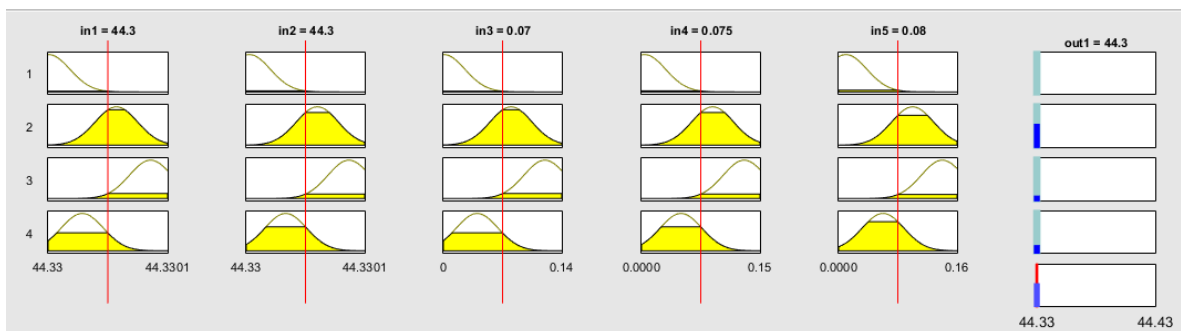 in1 = 44.3 in2 = 44.3 in3 = 0.07 in4 = 0.075 in5 = 0.08 out1 = 44.3
1
2
3
4
44.33 44.3301 44.33 44.3301 0 0.14 0.0000 0.15 0.0000 0.16
44.33 44.43